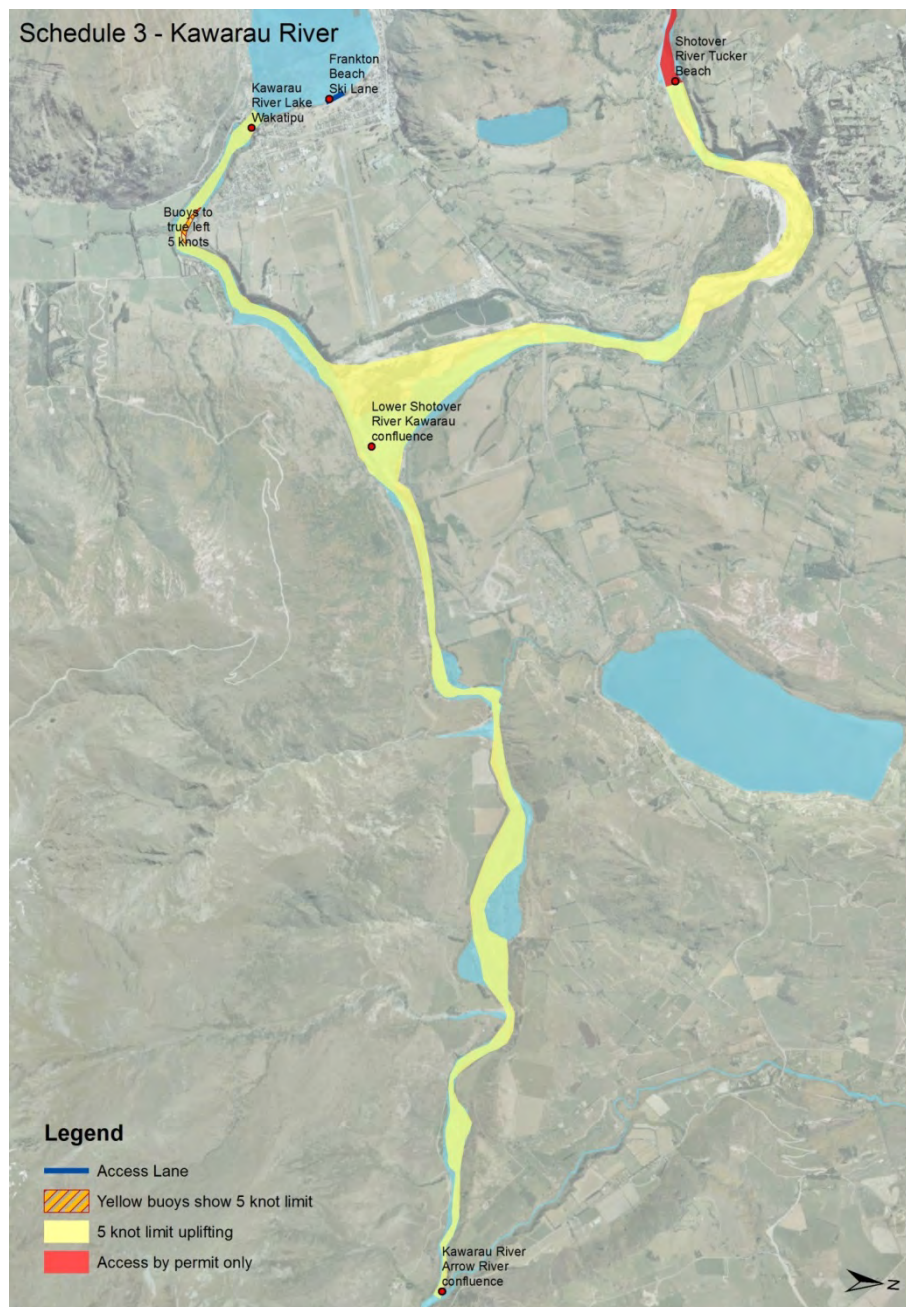 Schedule 3 - Kawarau River
Frankton
Beach
Ski Lane
Kawarau
River Lake
Wakatipu
Shotover
River Tucker
Beach
Buoys to
true left
5 knots
Lower Shotover
River Kawarau
confluence
Legend
Access Lane
Yellow buoys show 5 knot limit
5 knot limit uplifting
Access by permit only
Kawarau River
Arrow River
confluence
N